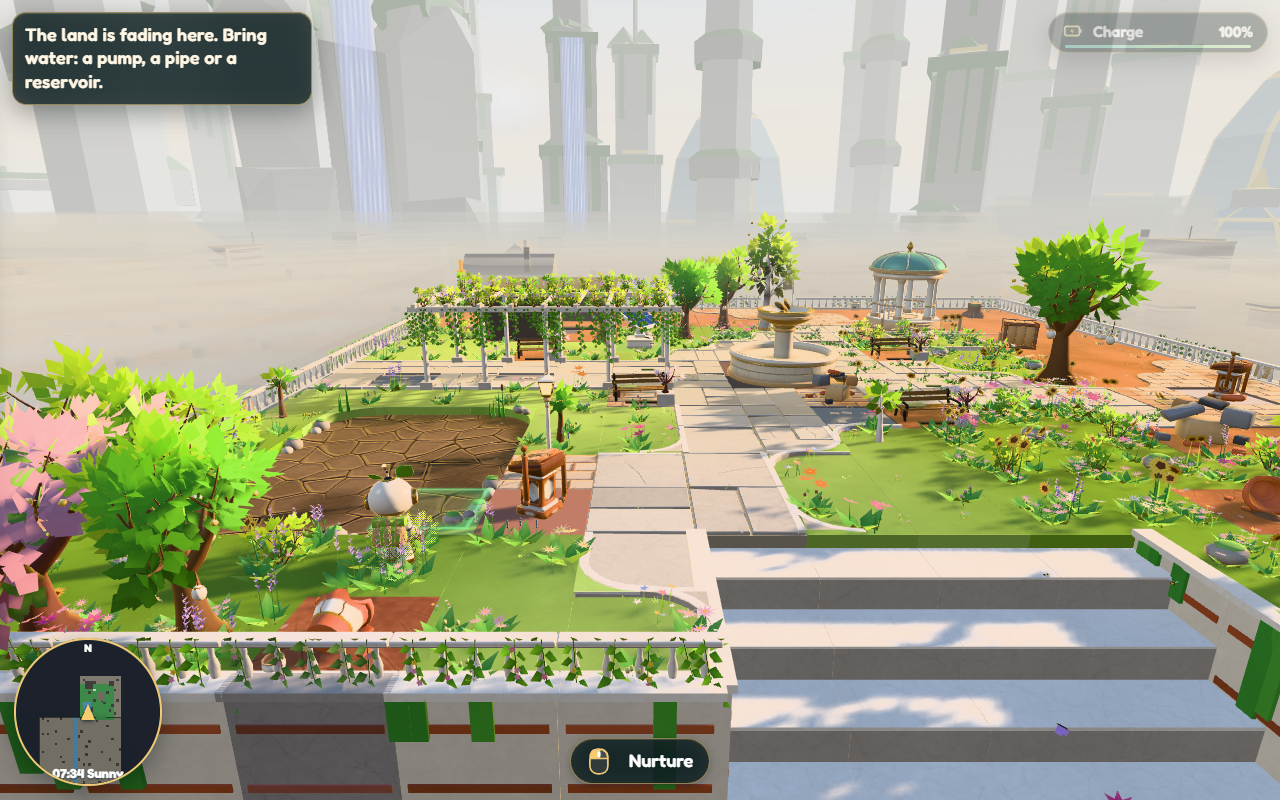 The land is fading here. Bring
water: a pump, a pipe or a
reservoir.
Charge 100%
N
07:34 Sunny
Nurture